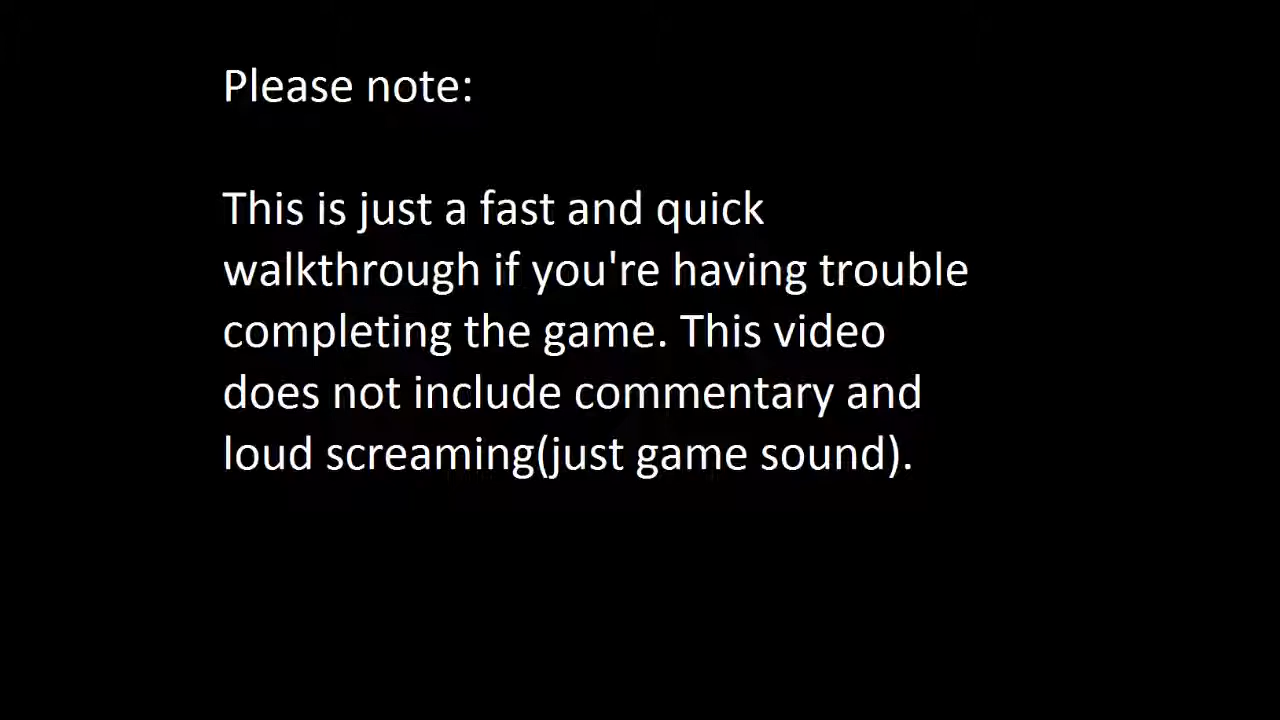 Please note:
This is just a fast and quick
walkthrough if you're having trouble
completing the game. This video
does not include commentary and
loud screaming(just game sound).